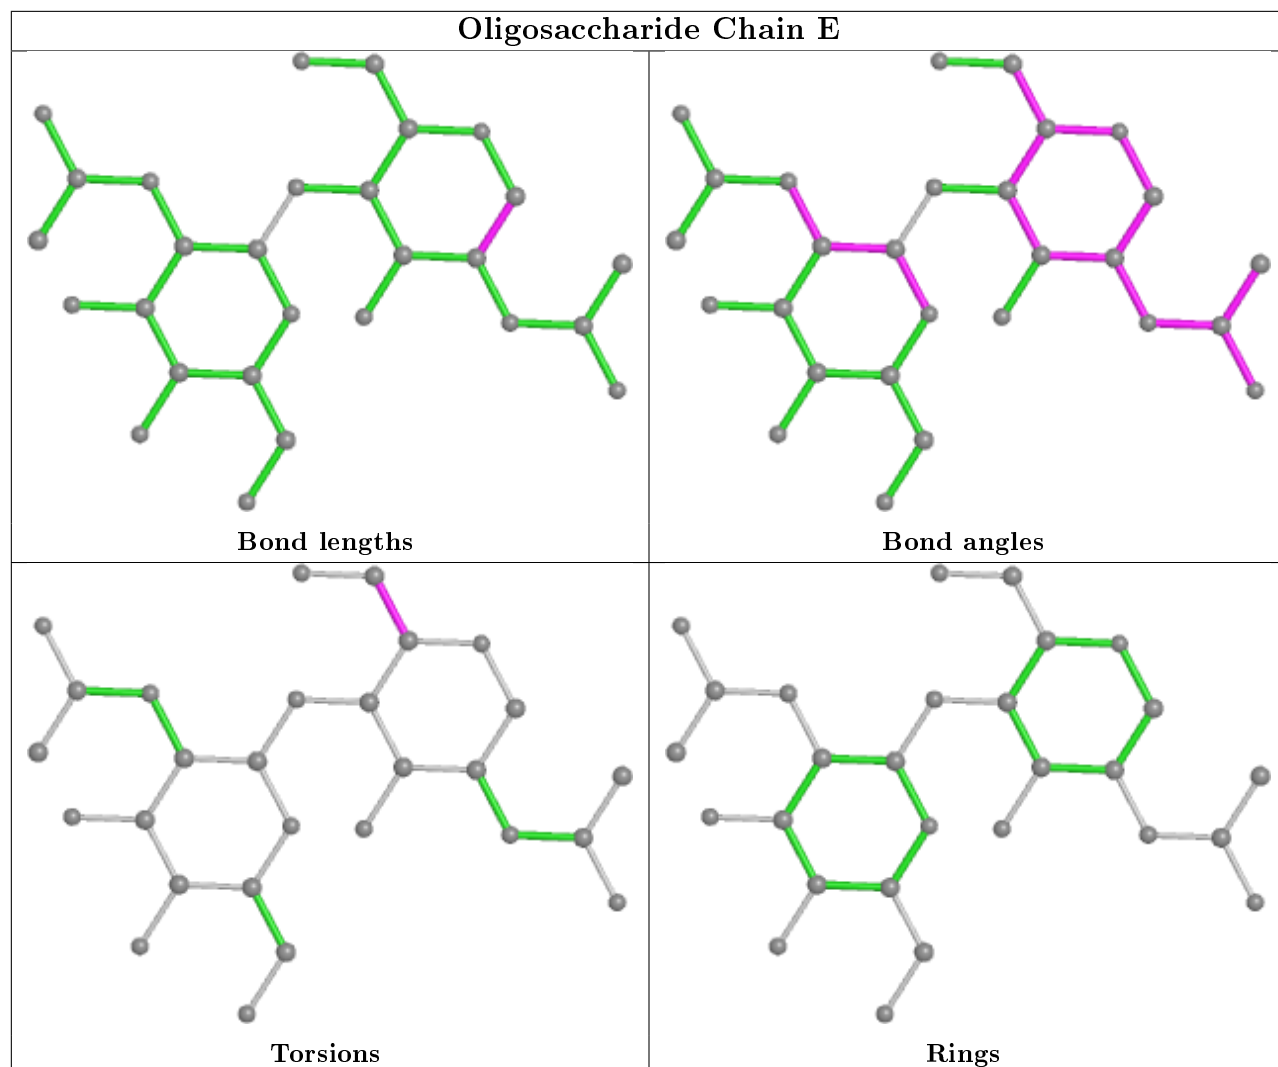 Oligosaccharide Chain E
Bond lengths
Bond angles
Torsions
Rings